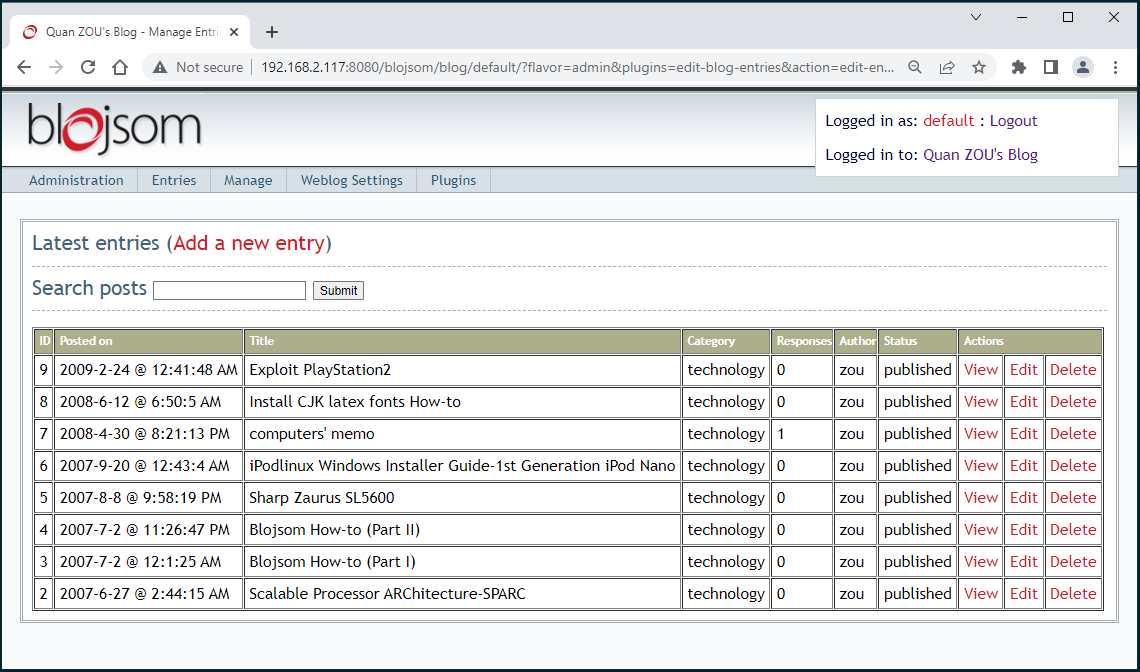 Quan ZOU's Blog - Manage Entri
Not secure 192.168.2.117:8080/blojsom/blog/default/?flavor=admin&plugins=edit-blog-entries&action=edit-en...
blojsom
Logged in as: default : Logout
Logged in to: Quan ZOU's Blog
Administration Entries Manage Weblog Settings Plugins
Latest entries (Add a new entry)
Search posts Submit
ID Posted on Title Category Responses Author Status Actions
9 2009-2-24 @ 12:41:48 AM Exploit PlayStation2 technology 0 zou published View Edit Delete
8 2008-6-12 @ 6:50:5 AM Install CJK latex fonts How-to technology 0 zou published View Edit Delete
7 2008-4-30 @ 8:21:13 PM computers' memo technology 1 zou published View Edit Delete
6 2007-9-20 @ 12:43:4 AM iPodlinux Windows Installer Guide-1st Generation iPod Nano technology 0 zou published View Edit Delete
5 2007-8-8 @ 9:58:19 PM Sharp Zaurus SL5600 technology 0 zou published View Edit Delete
4 2007-7-2 @ 11:26:47 PM Blojsom How-to (Part II) technology 0 zou published View Edit Delete
3 2007-7-2 @ 12:1:25 AM Blojsom How-to (Part I) technology 0 zou published View Edit Delete
2 2007-6-27 @ 2:44:15 AM Scalable Processor ARChitecture-SPARC technology 0 zou published View Edit Delete